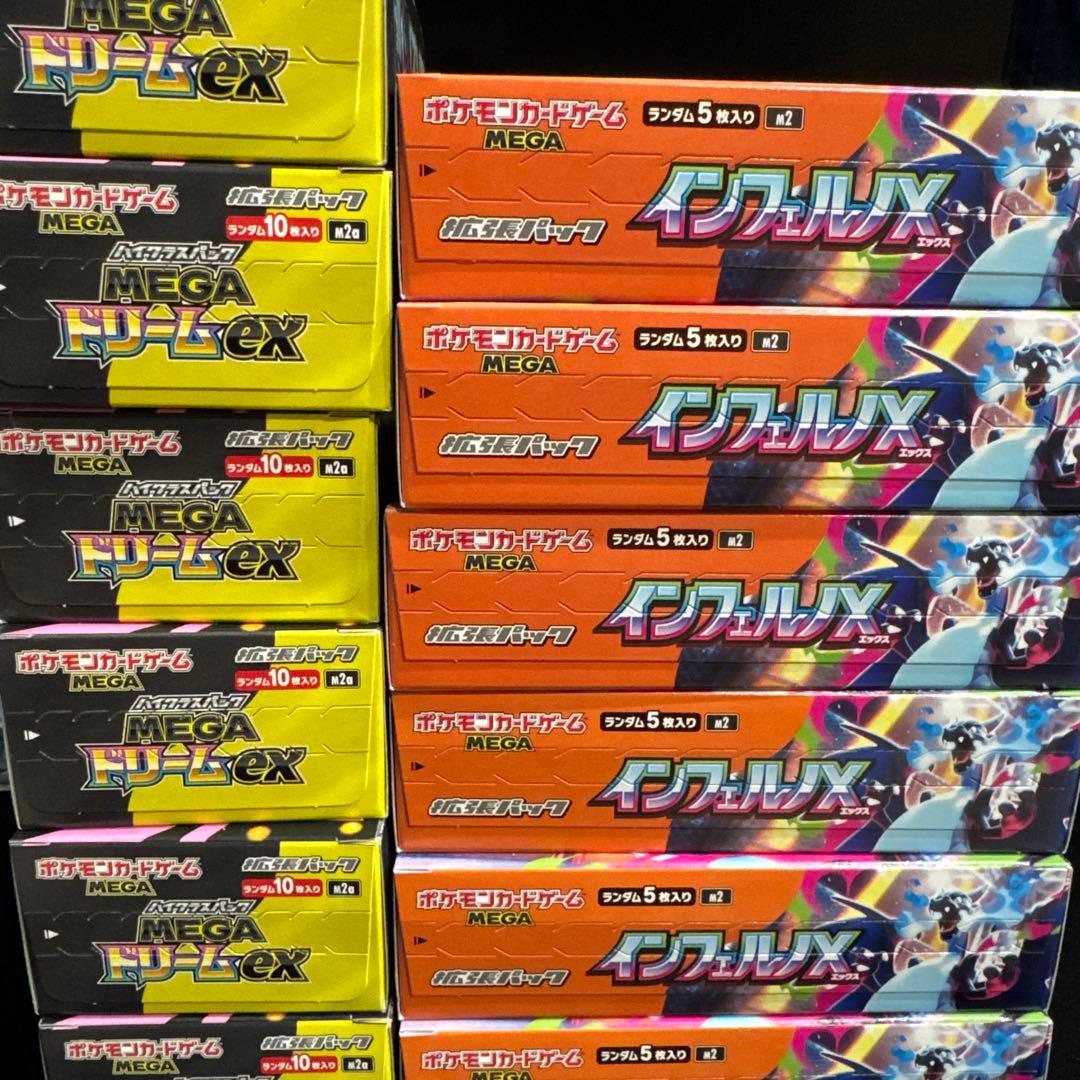 MEGA
ドリームex
ポケモンカードゲーム
MEGA
拡張パック
ランダム10枚入り M2a
ハイクラスパック
MEGA
ドリームex
ポケモンカードゲーム
MEGA
拡張パック
ランダム10枚入り M2a
ハイクラスパック
MEGA
ドリームex
ポケモンカードゲーム
MEGA
拡張パック
ランダム10枚入り M2a
ハイクラスパック
MEGA
ドリームex
ポケモンカードゲーム
MEGA
拡張パック
ランダム10枚入り M2a
ハイクラスパック
MEGA
ドリームex
ポケモンカードゲーム
MEGA
拡張パック
ランダム10枚入り M2a
ポケモンカードゲーム
MEGA
ランダム5枚入り M2
拡張パック
インフェルノX
エックス
ポケモンカードゲーム
MEGA
ランダム5枚入り M2
拡張パック
インフェルノX
エックス
ポケモンカードゲーム
MEGA
ランダム5枚入り M2
拡張パック
インフェルノX
エックス
ポケモンカードゲーム
MEGA
ランダム5枚入り M2
拡張パック
インフェルノX
エックス
ポケモンカードゲーム
MEGA
ランダム5枚入り M2
拡張パック
インフェルノX
エックス
ポケモンカードゲーム
MEGA
ランダム5枚入り M2